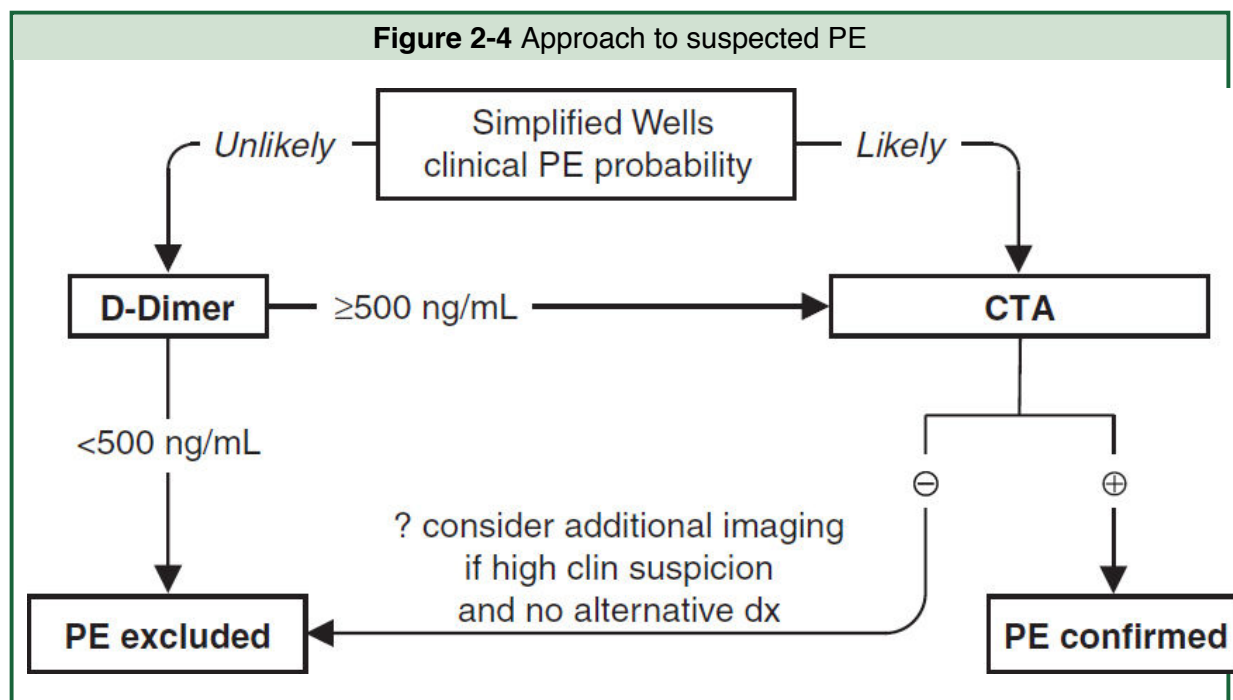 Figure 2-4 Approach to suspected PE
Simplified Wells
clinical PE probability
Unlikely
Likely
D-Dimer
≥500 ng/mL
CTA
<500 ng/mL
⊖
⊕
? consider additional imaging
if high clin suspicion
and no alternative dx
PE excluded
PE confirmed